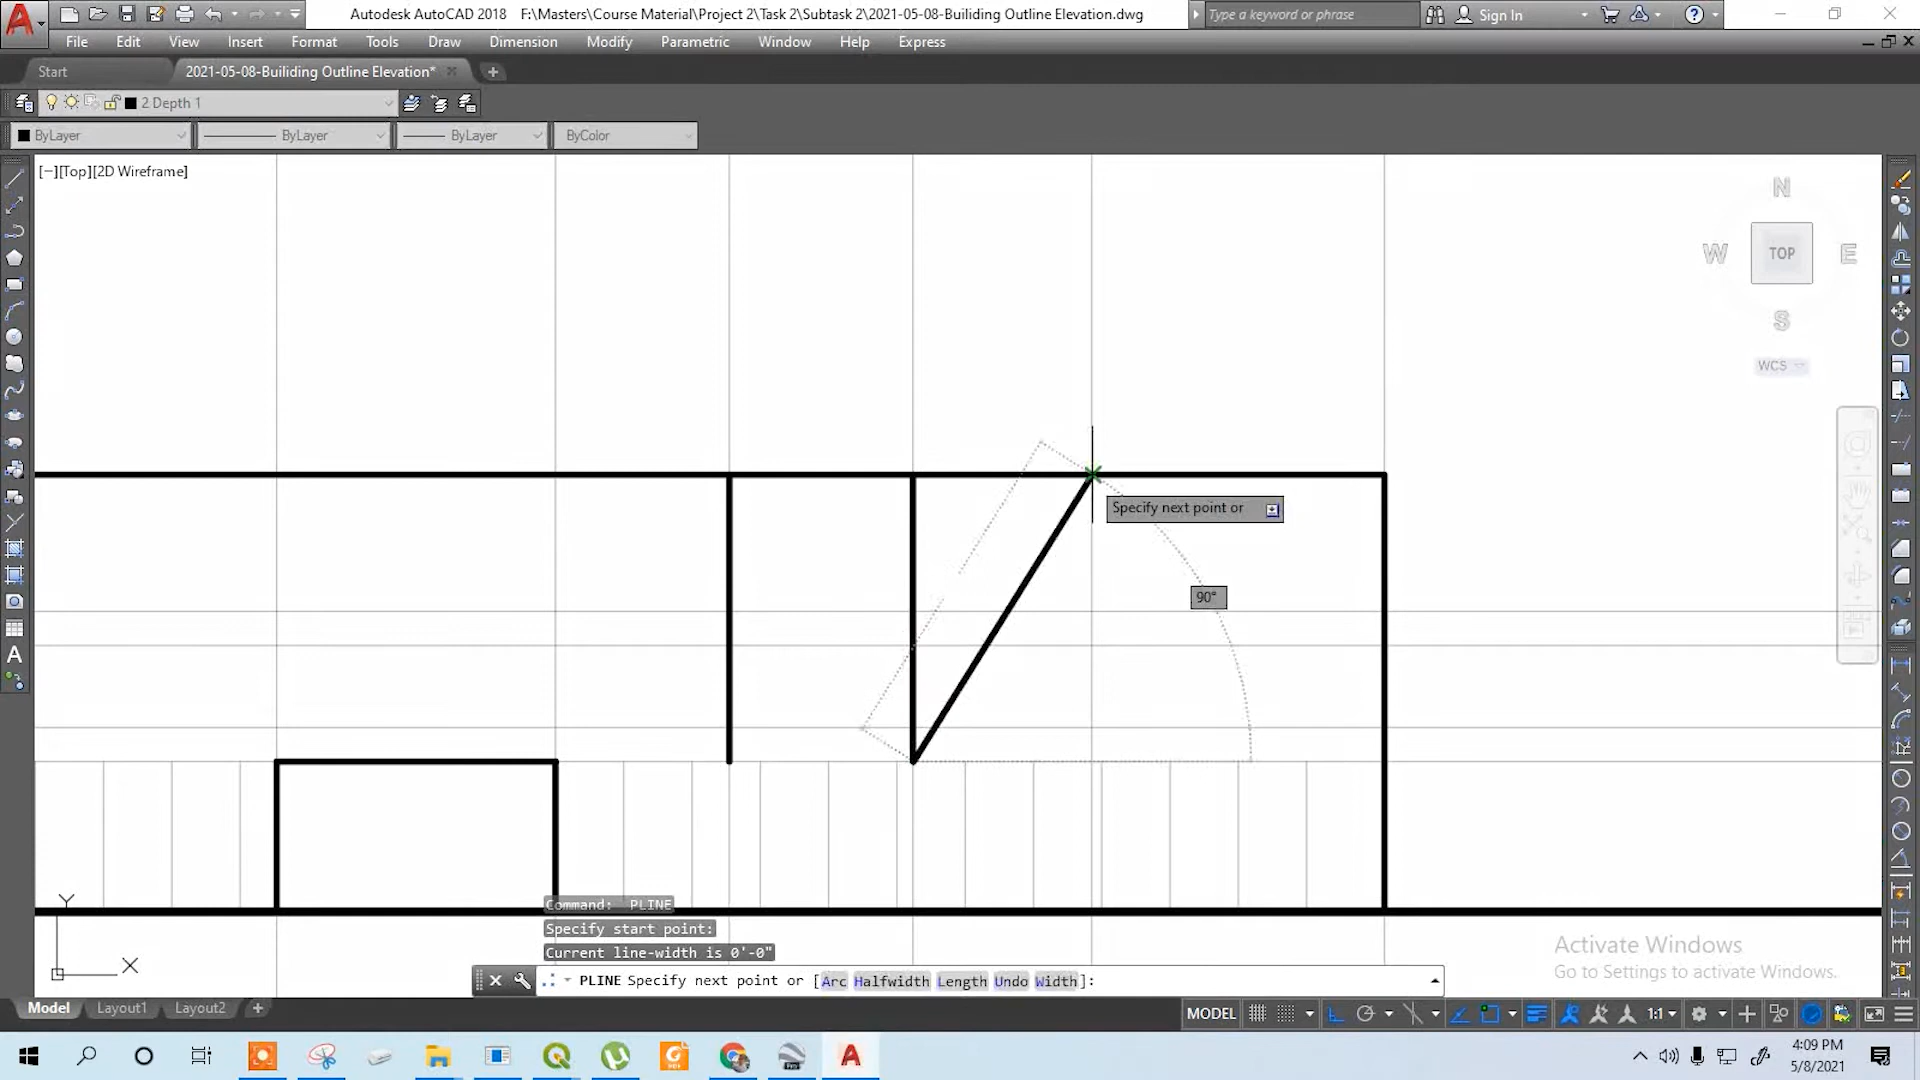 Autodesk AutoCAD 2018 F:\Masters\Course Material\Project 2\Task 2\Subtask 2\2021-05-08-Builiding Outline Elevation.dwg
Type a keyword or phrase
Sign In
File Edit View Insert Format Tools Draw Dimension Modify Parametric Window Help Express
Start 2021-05-08-Builiding Outline Elevation*
2 Depth 1
ByLayer ByLayer ByLayer ByColor
[−][Top][2D Wireframe]
N
W TOP E
S
WCS
Specify next point or
90°
Y
X
Command: PLINE
Specify start point:
Current line-width is 0'-0"
PLINE Specify next point or [Arc Halfwidth Length Undo Width]:
Activate Windows
Go to Settings to activate Windows.
Model Layout1 Layout2
MODEL 1:1
4:09 PM
5/8/2021